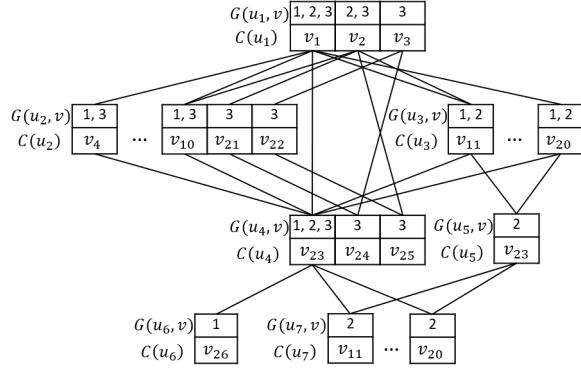 G(u₁, v) 1, 2, 3 2, 3 3
C(u₁) v₁ v₂ v₃
G(u₂, v) 1, 3 1, 3 3 3 G(u₃, v) 1, 2 1, 2
C(u₂) v₄ ... v₁₀ v₂₁ v₂₂ C(u₃) v₁₁ ... v₂₀
G(u₄, v) 1, 2, 3 3 3 G(u₅, v) 2
C(u₄) v₂₃ v₂₄ v₂₅ C(u₅) v₂₃
G(u₆, v) 1 G(u₇, v) 2 2
C(u₆) v₂₆ C(u₇) v₁₁ ... v₂₀